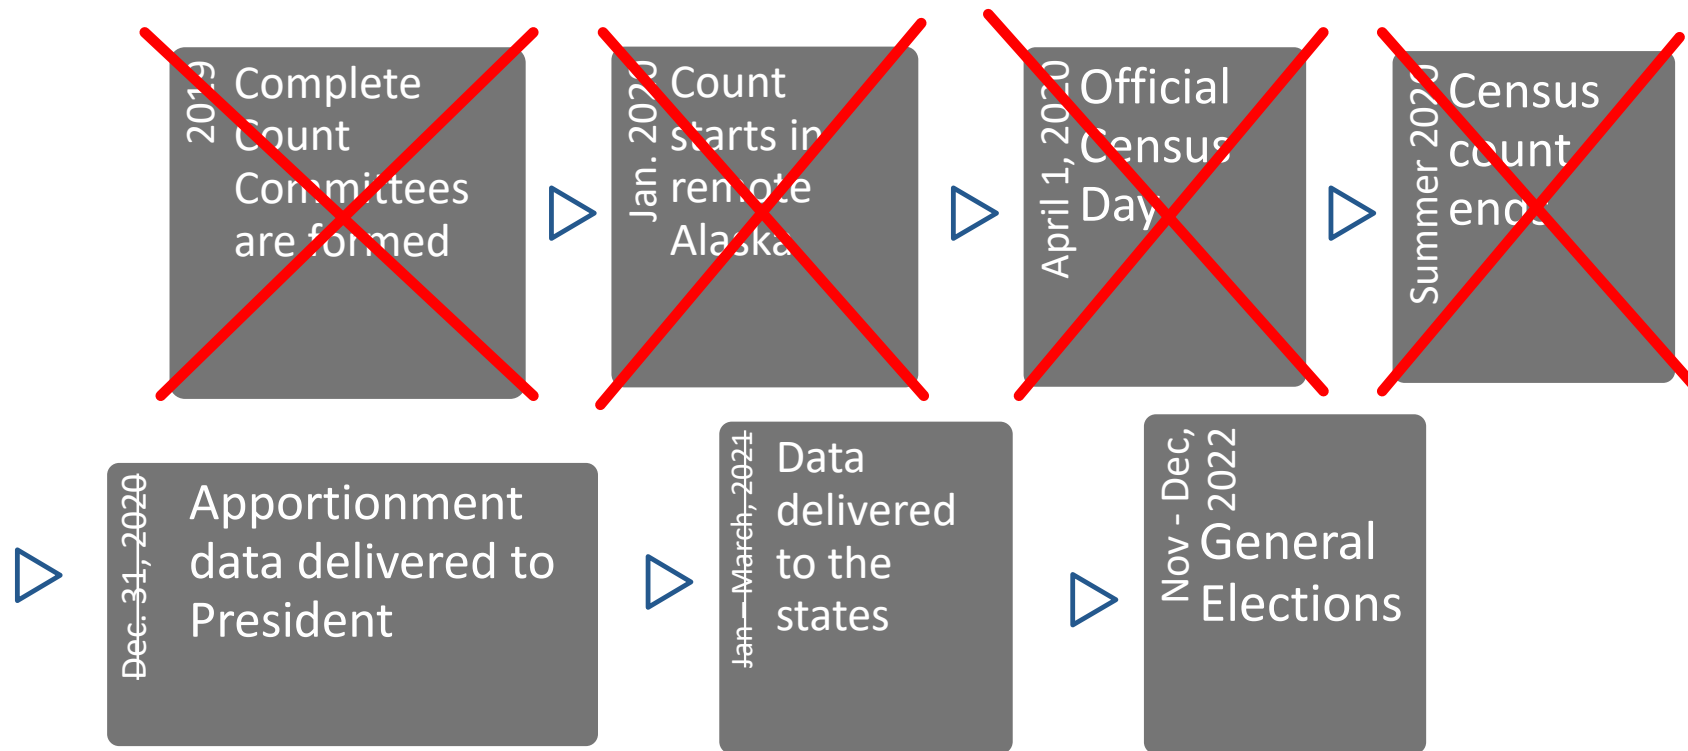 2019
Complete
Count
Committees
are formed
Jan. 2020
Count
starts in
remote
Alaska
April 1, 2020
Official
Census
Day
Summer 2020
Census
count
ends
Dec. 31, 2020
Apportionment
data delivered to
President
Jan – March, 2021
Data
delivered
to the
states
Nov - Dec,
2022
General
Elections